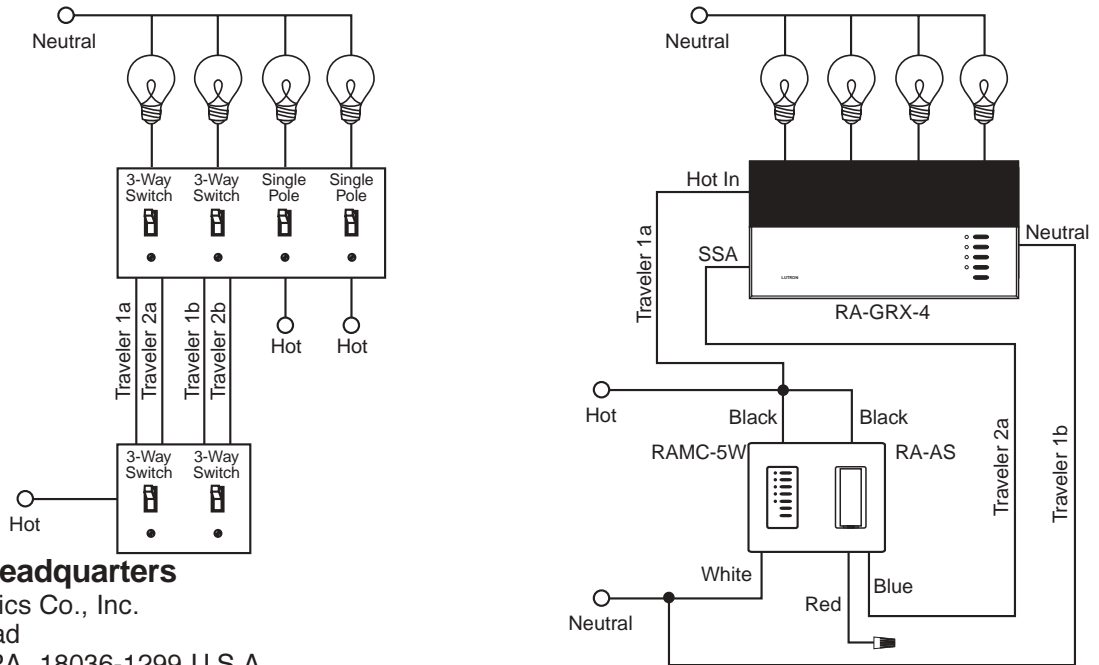 Neutral
3-Way Switch
3-Way Switch
Single Pole
Single Pole
Traveler 1a
Traveler 2a
Traveler 1b
Traveler 2b
Hot
Hot
3-Way Switch
3-Way Switch
Hot
eadquarters
ics Co., Inc.
ad
PA 18036-1299 U.S.A.
Neutral
Hot In
Traveler 1a
SSA
LUTRON
Neutral
RA-GRX-4
Hot
Black
Black
RAMC-5W
RA-AS
Traveler 2a
Traveler 1b
White
Red
Blue
Neutral